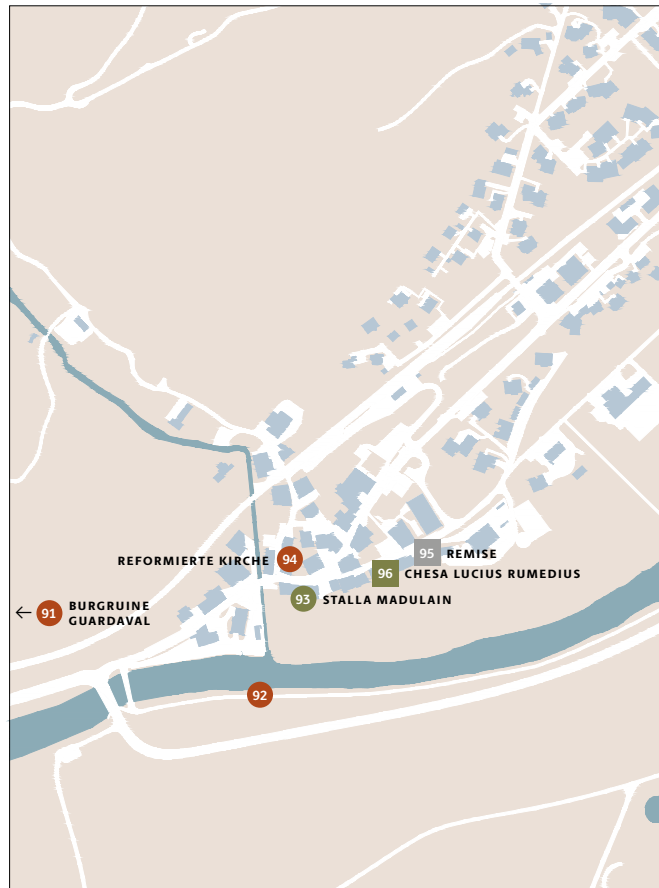 REFORMIERTE KIRCHE 94
95 REMISE
96 CHESA LUCIUS RUMEDIUS
93 STALLA MADULAIN
← 91 BURGRUINE
GUARDAVAL
92